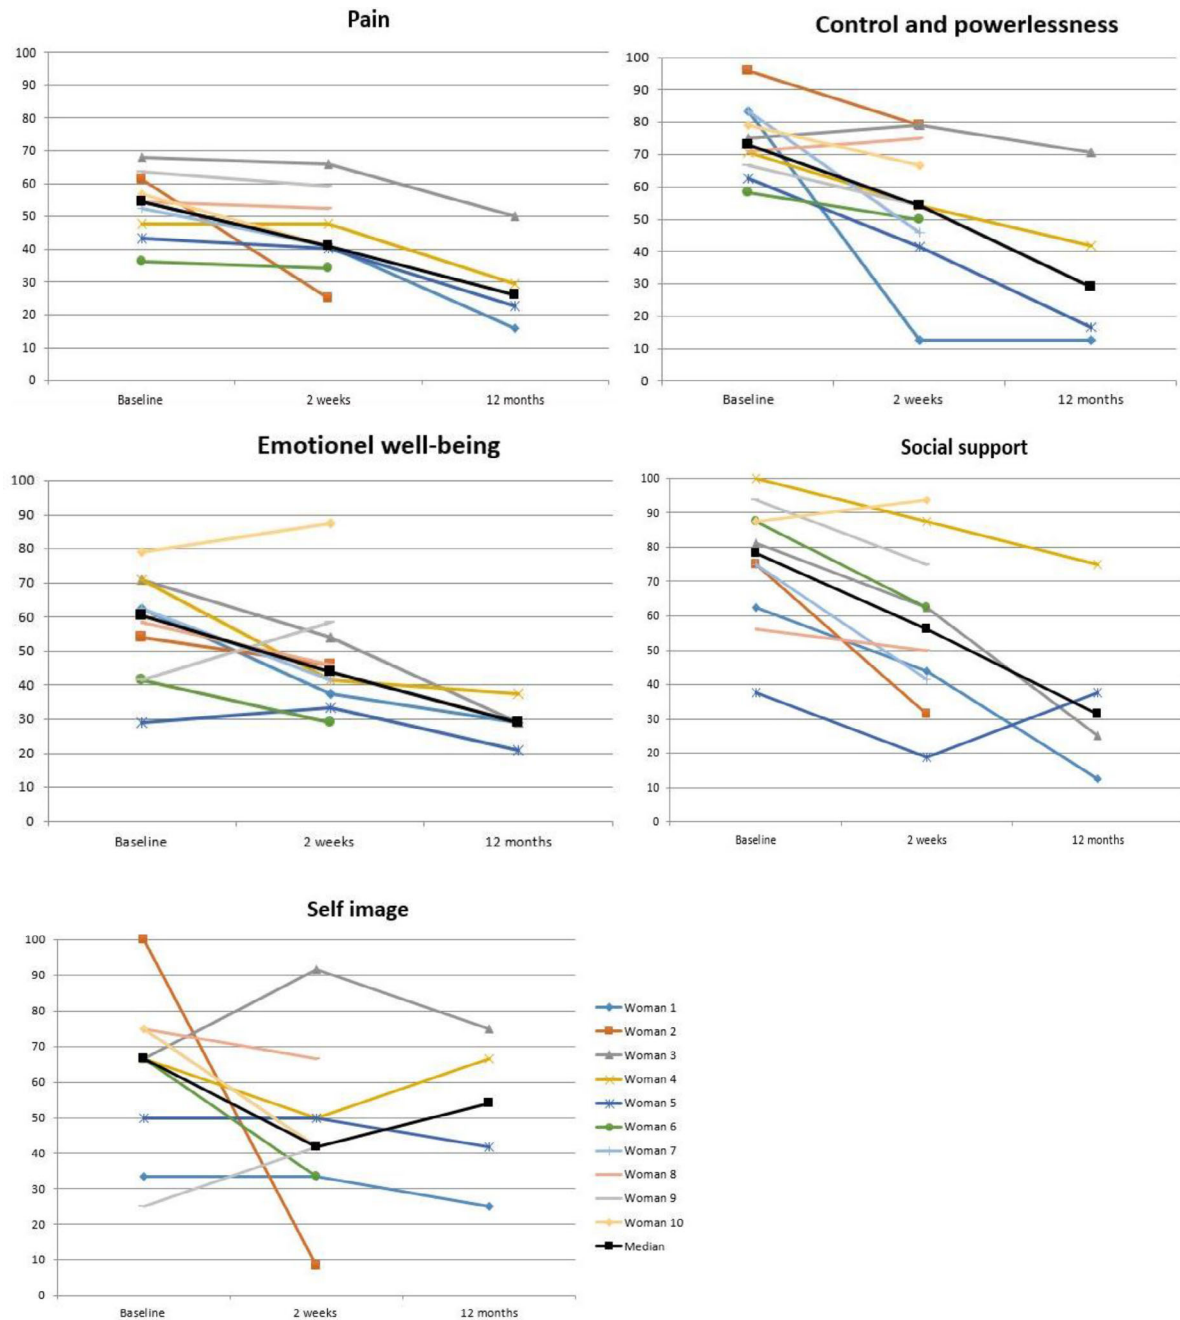 Pain
100
90
80
70
60
50
40
30
20
10
0
Baseline 2 weeks 12 months
Control and powerlessness
100
90
80
70
60
50
40
30
20
10
0
Baseline 2 weeks 12 months
Emotionel well-being
100
90
80
70
60
50
40
30
20
10
0
Baseline 2 weeks 12 months
Social support
100
90
80
70
60
50
40
30
20
10
0
Baseline 2 weeks 12 months
Self image
100
90
80
70
60
50
40
30
20
10
0
Baseline 2 weeks 12 months
Woman 1
Woman 2
Woman 3
Woman 4
Woman 5
Woman 6
Woman 7
Woman 8
Woman 9
Woman 10
Median